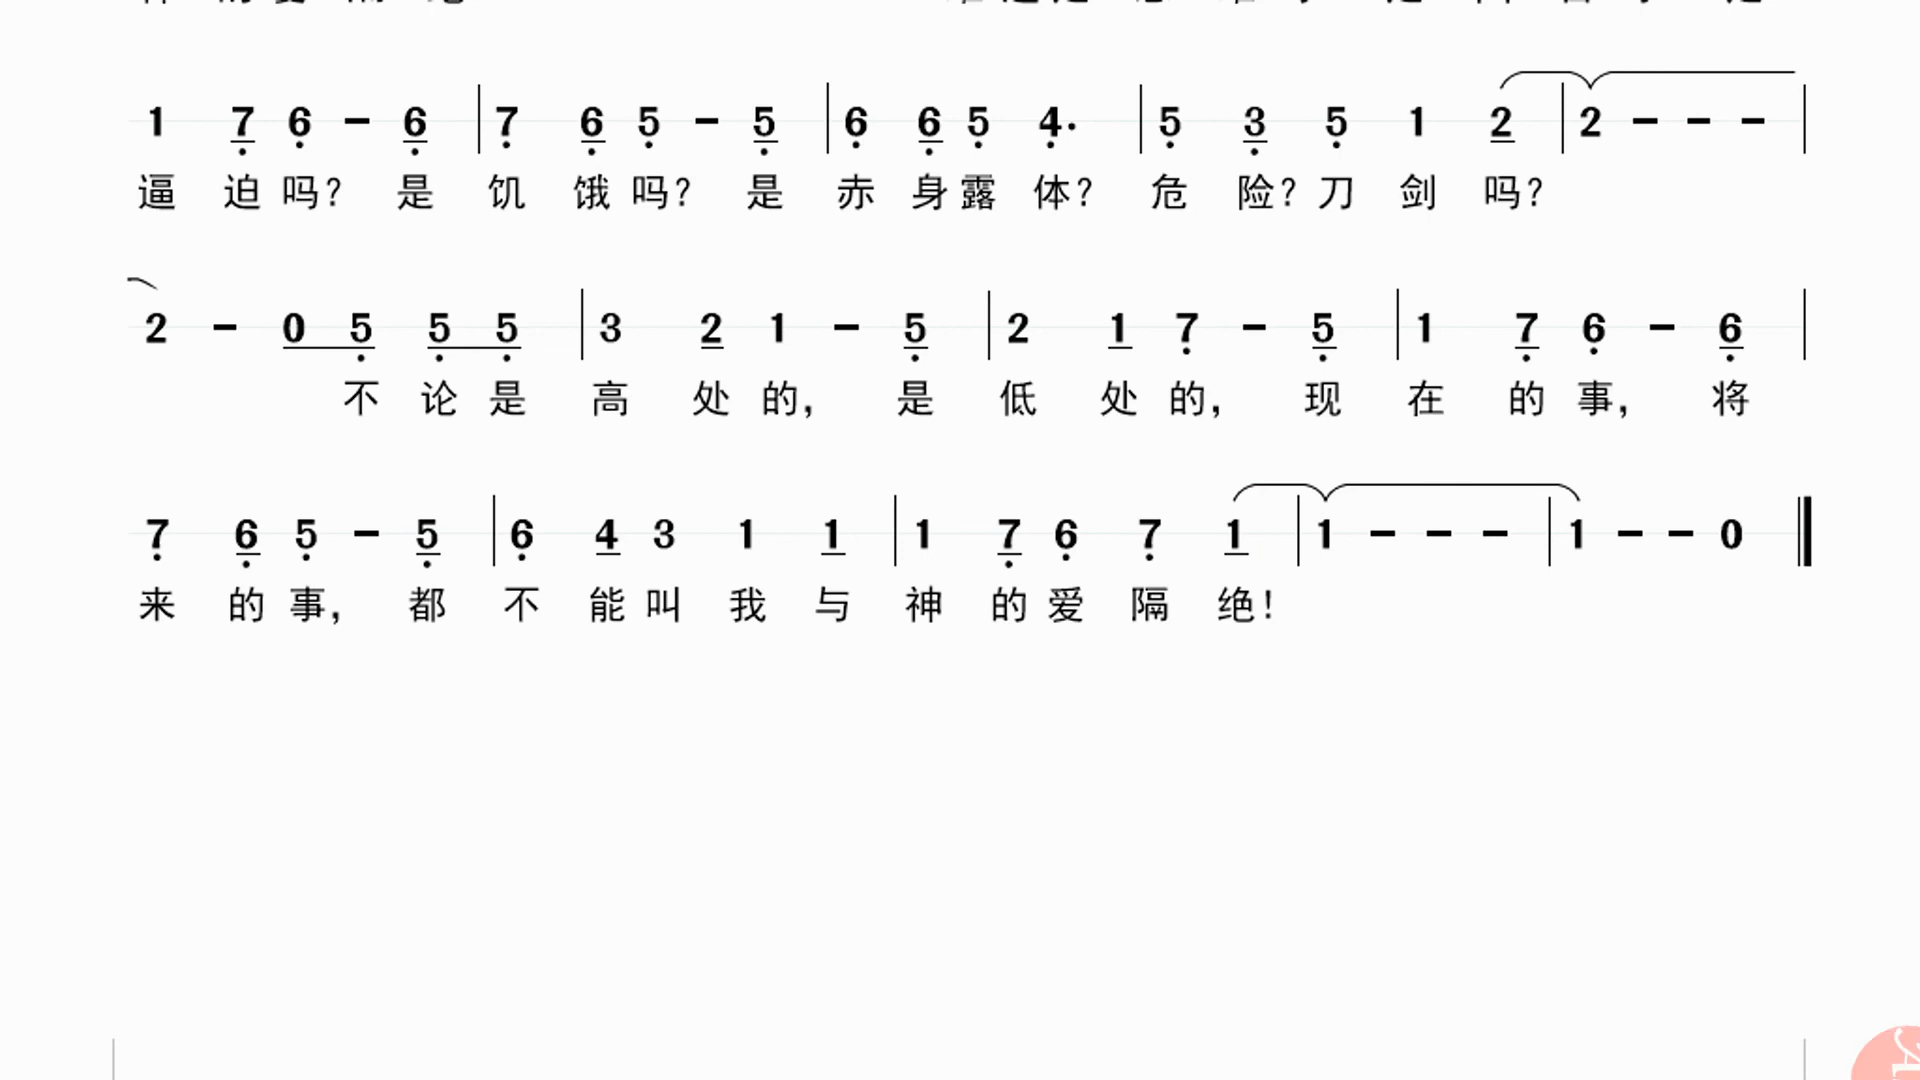 1 7 6 - 6 | 7 6 5 - 5 | 6 6 5 4· | 5 3 5 1 2 | 2 - - - |
逼 迫 吗? 是 饥 饿 吗? 是 赤 身 露 体? 危 险? 刀 剑 吗?
2 - 0 5 5 5 | 3 2 1 - 5 | 2 1 7 - 5 | 1 7 6 - 6 |
不 论 是 高 处 的, 是 低 处 的, 现 在 的 事, 将
7 6 5 - 5 | 6 4 3 1 1 | 1 7 6 7 1 | 1 - - - | 1 - - 0 ‖
来 的 事, 都 不 能 叫 我 与 神 的 爱 隔 绝!